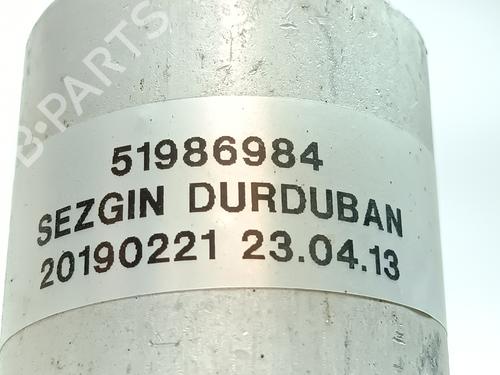 B-PARTS
51986984
SEZGIN DURDUBAN
20190221 23.04.13